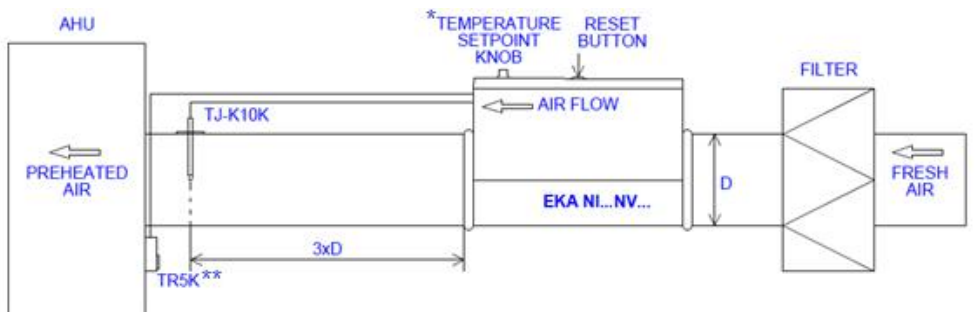 AHU
*TEMPERATURE
SETPOINT
KNOB
RESET
BUTTON
FILTER
TJ-K10K
AIR FLOW
PREHEATED
AIR
D
FRESH
AIR
EKA NI...NV...
3xD
TR5K**